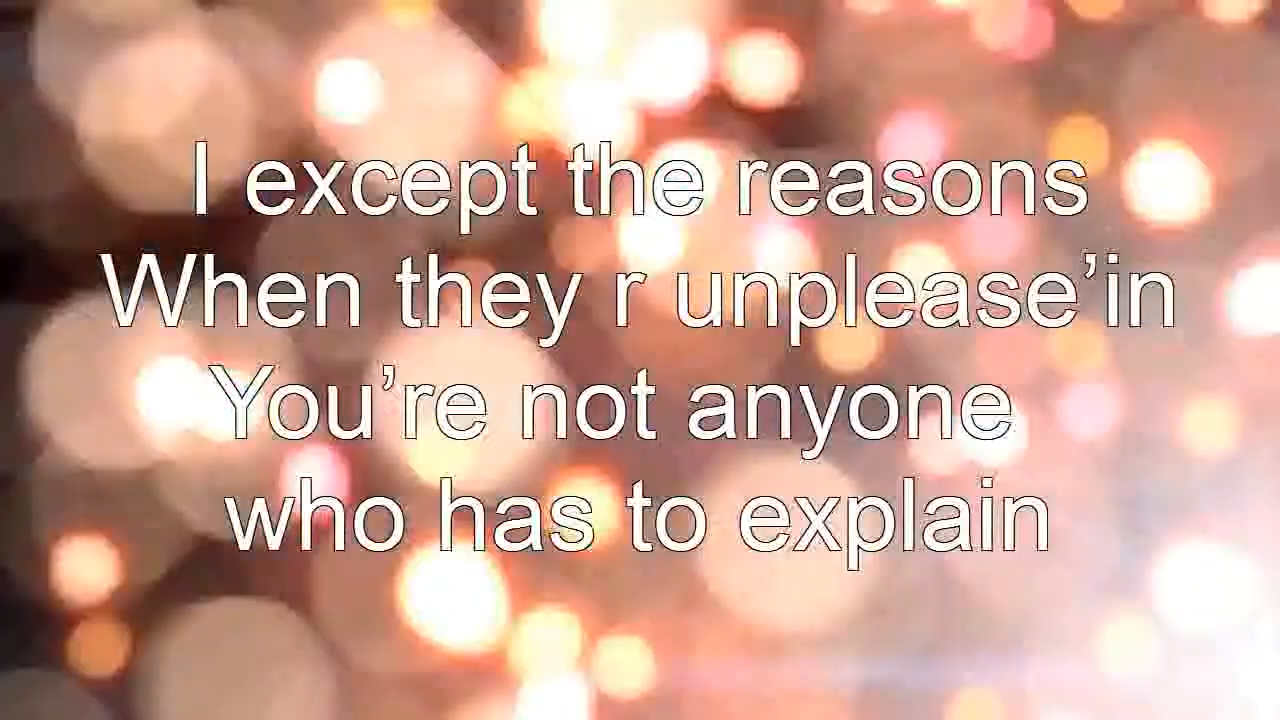 I except the reasons
When they r unplease’in
You’re not anyone
who has to explain